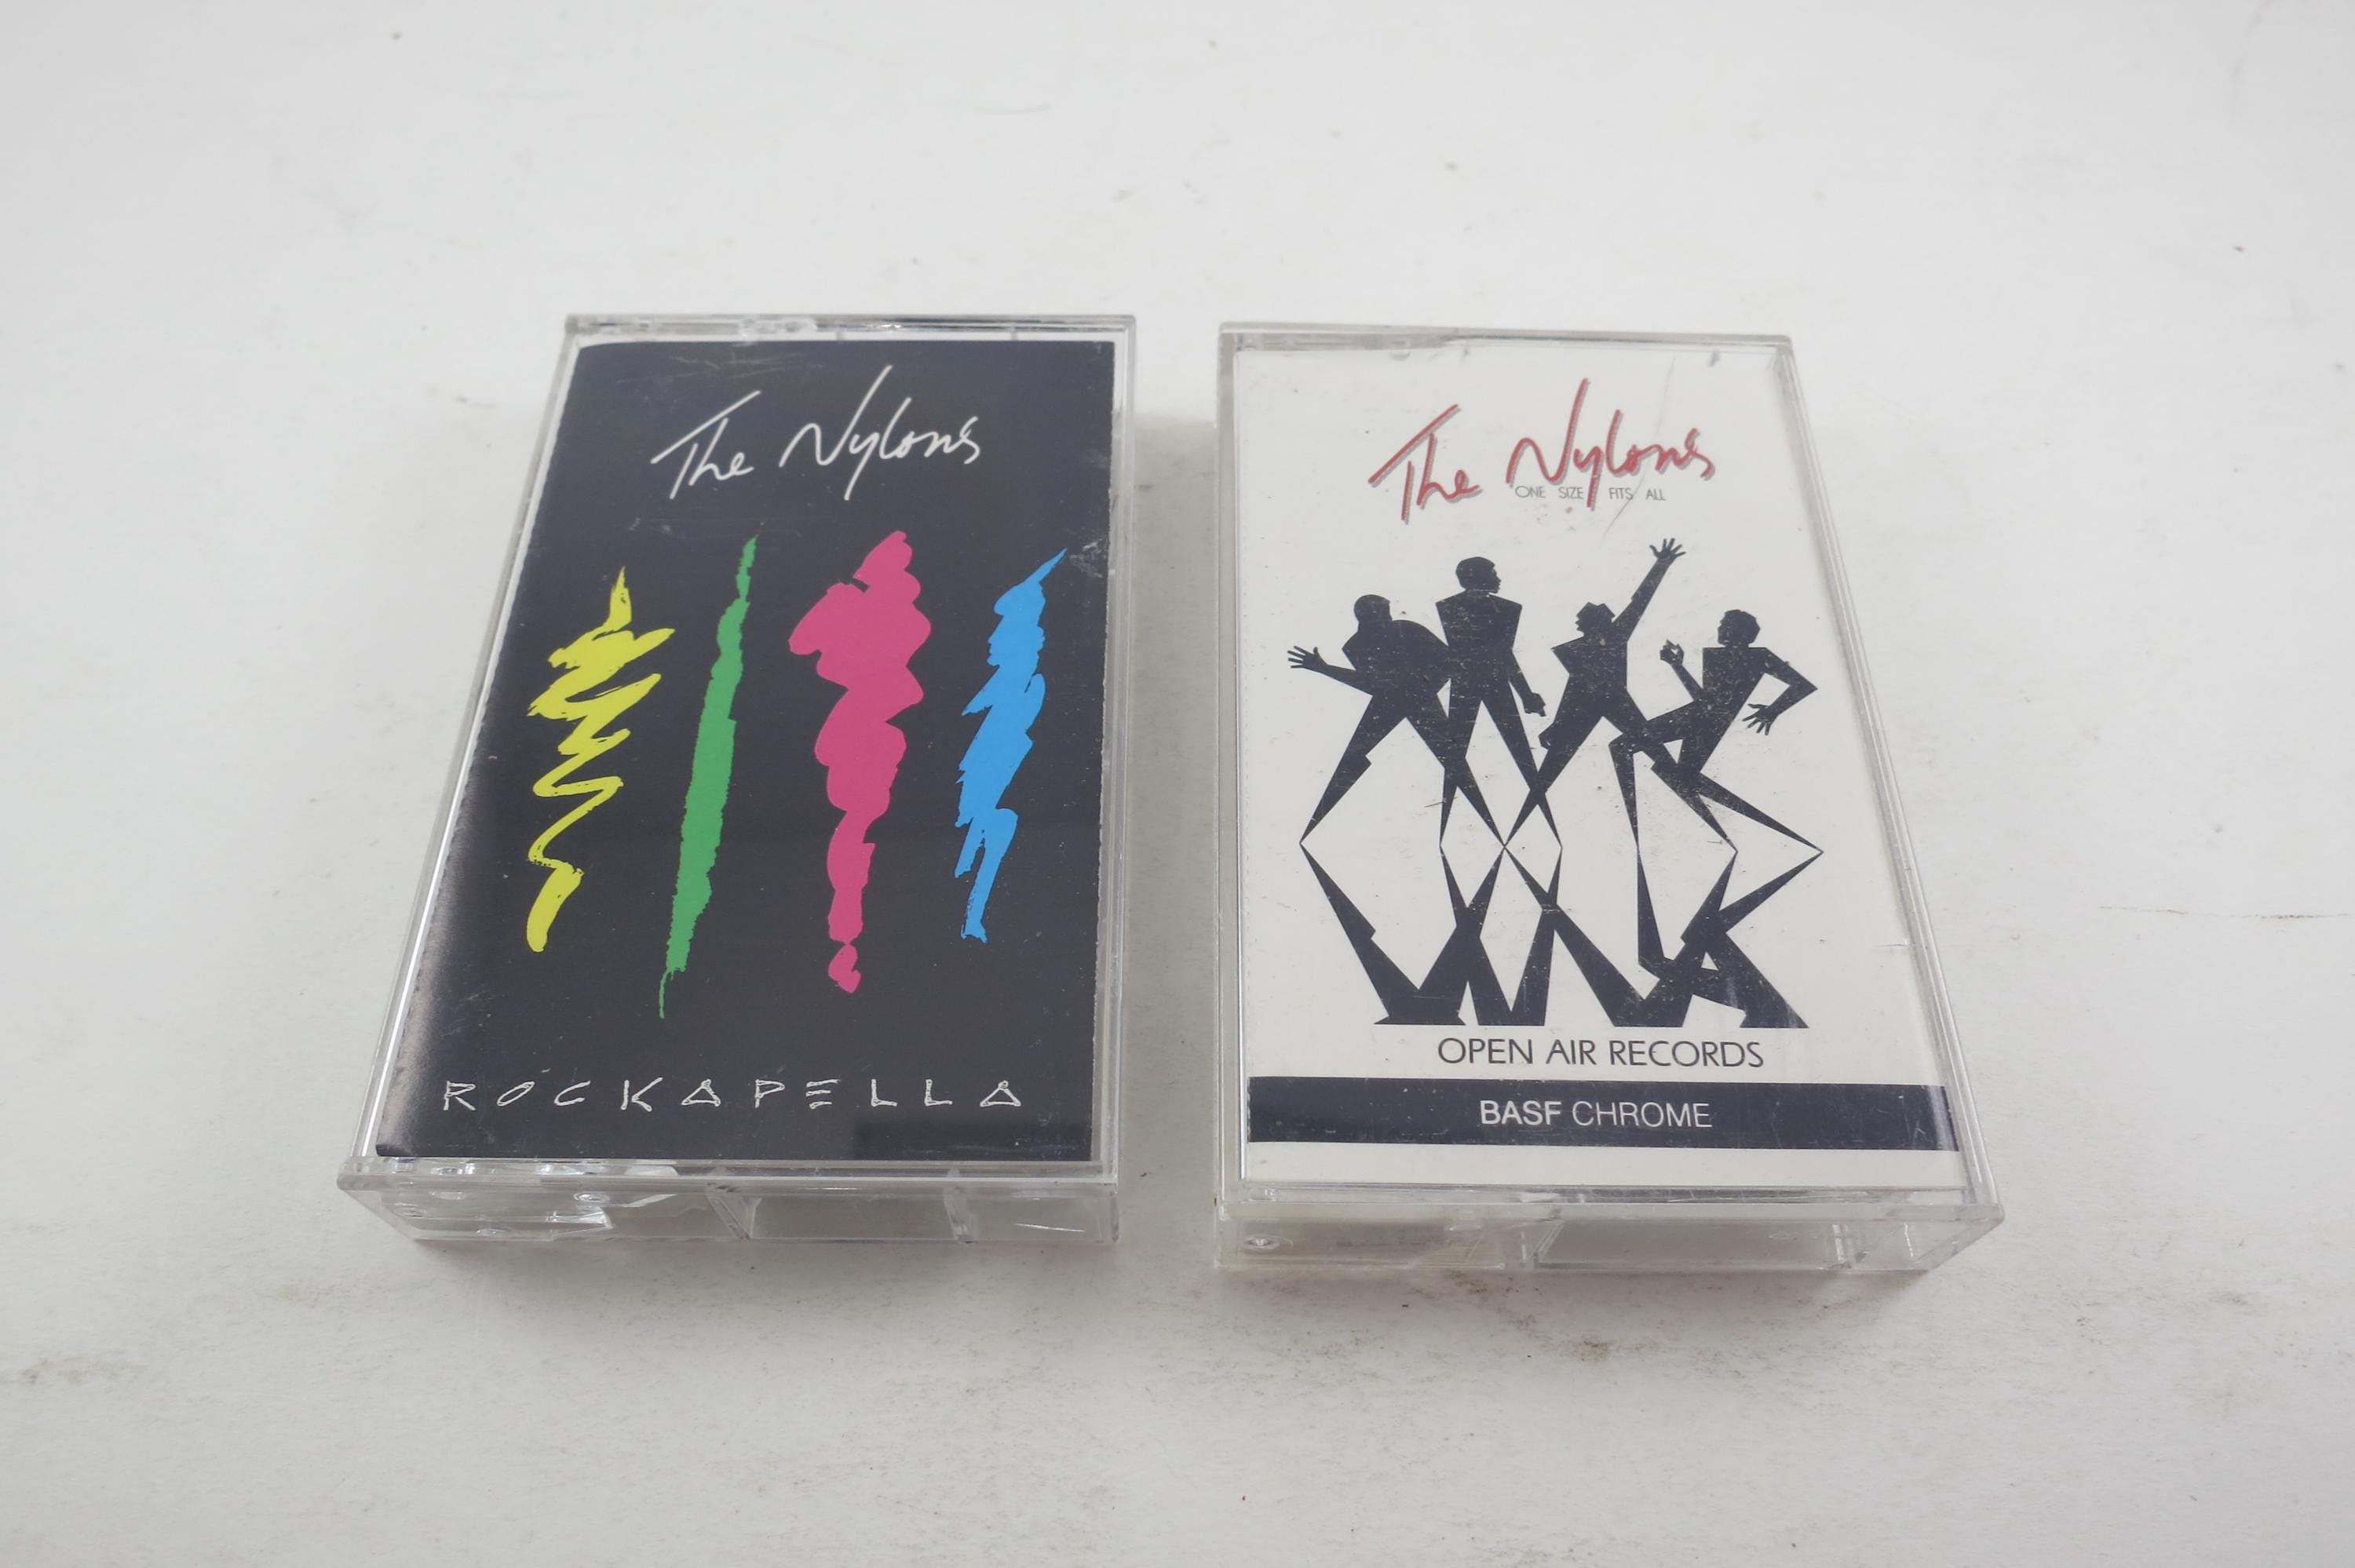 The Nylons
ROCKAPELLA
The Nylons
ONE SIZE FITS ALL
OPEN AIR RECORDS
BASF CHROME